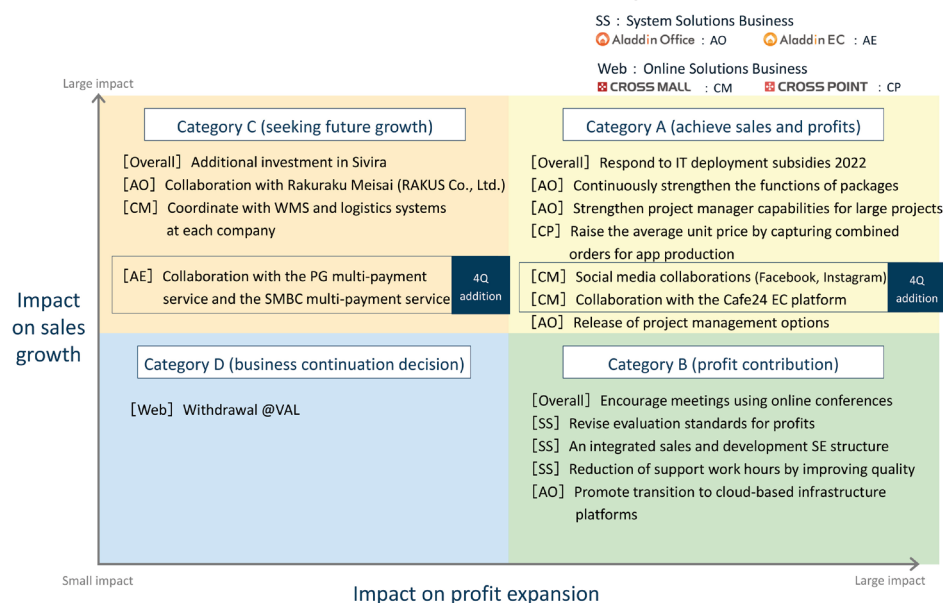 SS : System Solutions Business
Aladdin Office : AO
Aladdin EC : AE
Web : Online Solutions Business
CROSS MALL : CM
CROSS POINT : CP
Large impact
Category C (seeking future growth)
[Overall] Additional investment in Sivira
[AO] Collaboration with Rakuraku Meisai (RAKUS Co., Ltd.)
[CM] Coordinate with WMS and logistics systems
at each company
[AE] Collaboration with the PG multi-payment
service and the SMBC multi-payment service
4Q
addition
Category A (achieve sales and profits)
[Overall] Respond to IT deployment subsidies 2022
[AO] Continuously strengthen the functions of packages
[AO] Strengthen project manager capabilities for large projects
[CP] Raise the average unit price by capturing combined
orders for app production
[CM] Social media collaborations (Facebook, Instagram)
[CM] Collaboration with the Cafe24 EC platform
4Q
addition
[AO] Release of project management options
Impact
on sales
growth
Category D (business continuation decision)
[Web] Withdrawal @VAL
Category B (profit contribution)
[Overall] Encourage meetings using online conferences
[SS] Revise evaluation standards for profits
[SS] An integrated sales and development SE structure
[SS] Reduction of support work hours by improving quality
[AO] Promote transition to cloud-based infrastructure
platforms
Small impact
Impact on profit expansion
Large impact